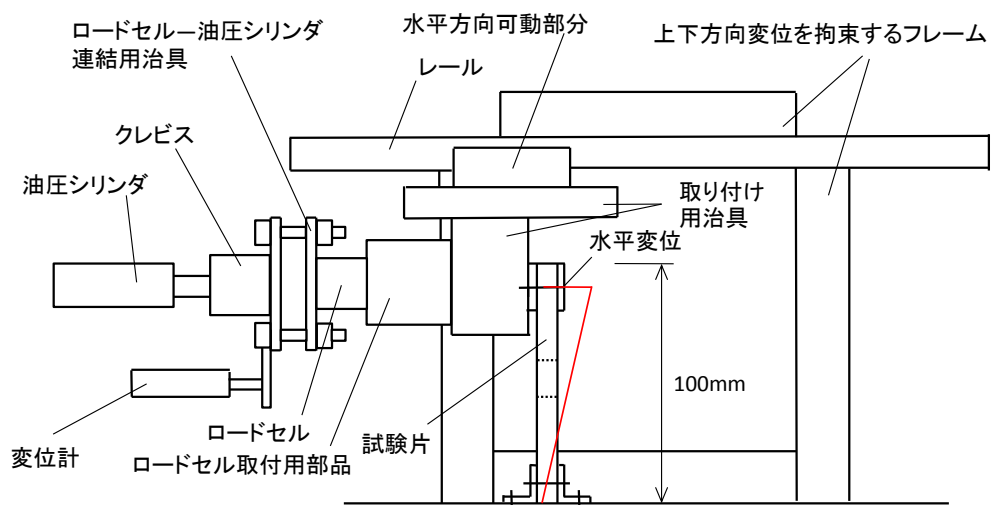 ロードセル―油圧シリンダ
連結用治具
水平方向可動部分
上下方向変位を拘束するフレーム
レール
クレビス
油圧シリンダ
取り付け
用治具
水平変位
100mm
ロードセル
試験片
変位計
ロードセル取付用部品